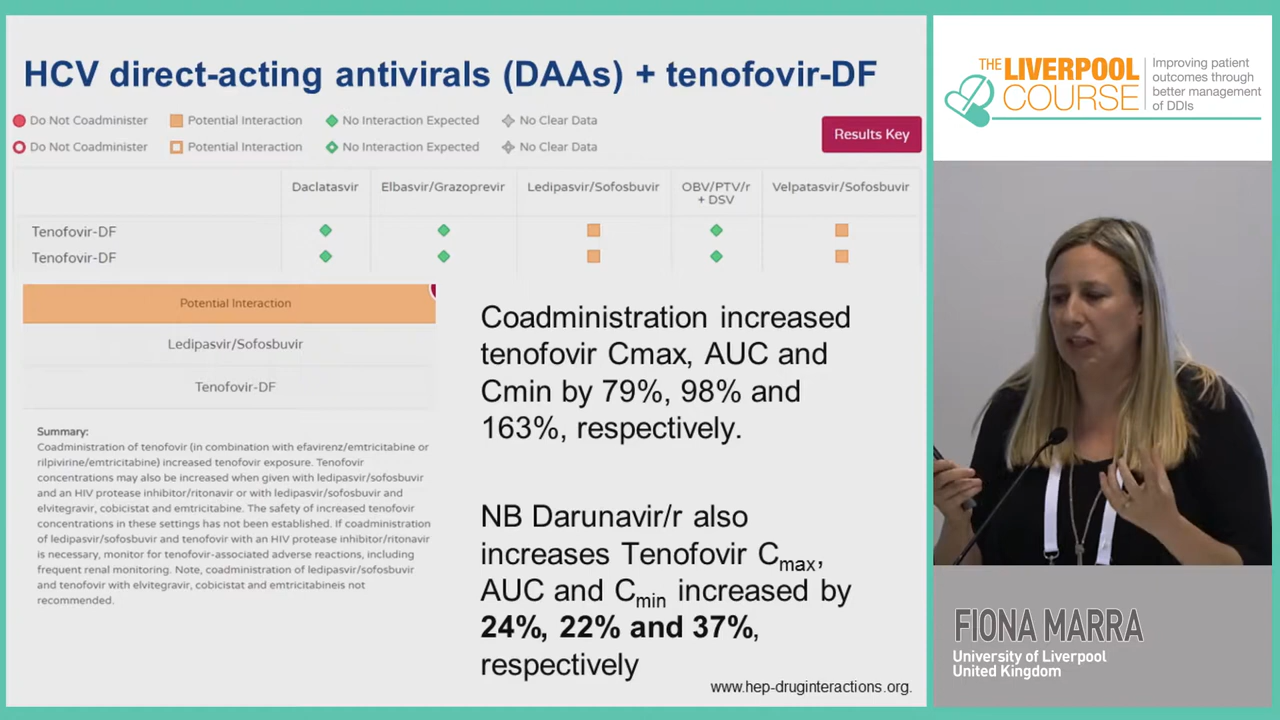 HCV direct-acting antivirals (DAAs) + tenofovir-DF
Do Not Coadminister Potential Interaction No Interaction Expected No Clear Data
Do Not Coadminister Potential Interaction No Interaction Expected No Clear Data
Results Key
Daclatasvir Elbasvir/Grazoprevir Ledipasvir/Sofosbuvir OBV/PTV/r + DSV Velpatasvir/Sofosbuvir
Tenofovir-DF
Tenofovir-DF
Potential Interaction
Ledipasvir/Sofosbuvir
Tenofovir-DF
Summary:
Coadministration of tenofovir (in combination with efavirenz/emtricitabine or
rilpivirine/emtricitabine) increased tenofovir exposure. Tenofovir
concentrations may also be increased when given with ledipasvir/sofosbuvir
and an HIV protease inhibitor/ritonavir or with ledipasvir/sofosbuvir and
elvitegravir, cobicistat and emtricitabine. The safety of increased tenofovir
concentrations in these settings has not been established. If coadministration
of ledipasvir/sofosbuvir and tenofovir with an HIV protease inhibitor/ritonavir
is necessary, monitor for tenofovir-associated adverse reactions, including
frequent renal monitoring. Note, coadministration of ledipasvir/sofosbuvir
and tenofovir with elvitegravir, cobicistat and emtricitabineis not
recommended.
Coadministration increased
tenofovir Cmax, AUC and
Cmin by 79%, 98% and
163%, respectively.
NB Darunavir/r also
increases Tenofovir Cmax,
AUC and Cmin increased by
24%, 22% and 37%,
respectively
www.hep-druginteractions.org.
THE LIVERPOOL
COURSE
Improving patient
outcomes through
better management
of DDIs
FIONA MARRA
University of Liverpool
United Kingdom